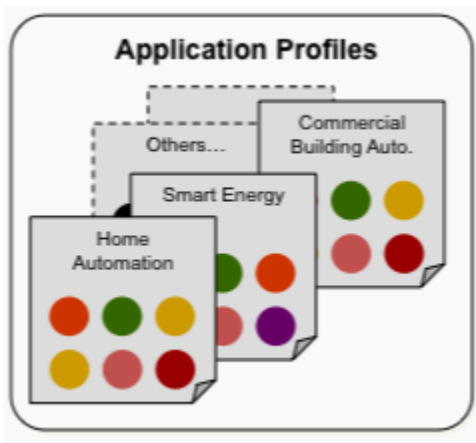 Application Profiles
Commercial
Building Auto.
Others...
Smart Energy
Home
Automation